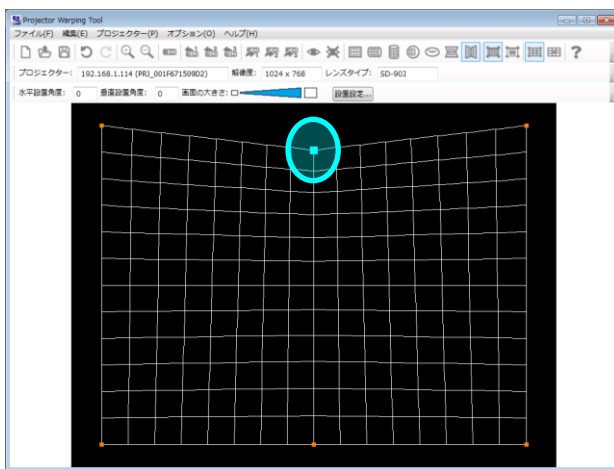 Projector Warping Tool
ファイル(F) 編集(E) プロジェクター(P) オプション(O) ヘルプ(H)
プロジェクター: 192.168.1.114 (PRJ_001F671509D2) 解像度: 1024 x 768 レンズタイプ: SD-903
水平設置角度: 0 垂直設置角度: 0 画面の大きさ: 設置設定...